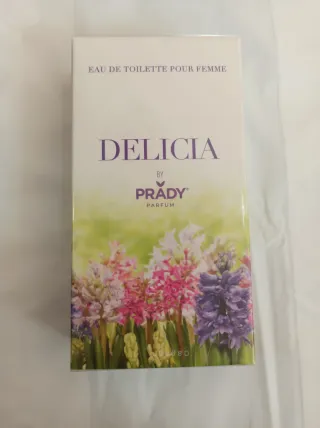 EAU DE TOILETTE POUR FEMME
DELICIA
BY
PRADY
PARFUM